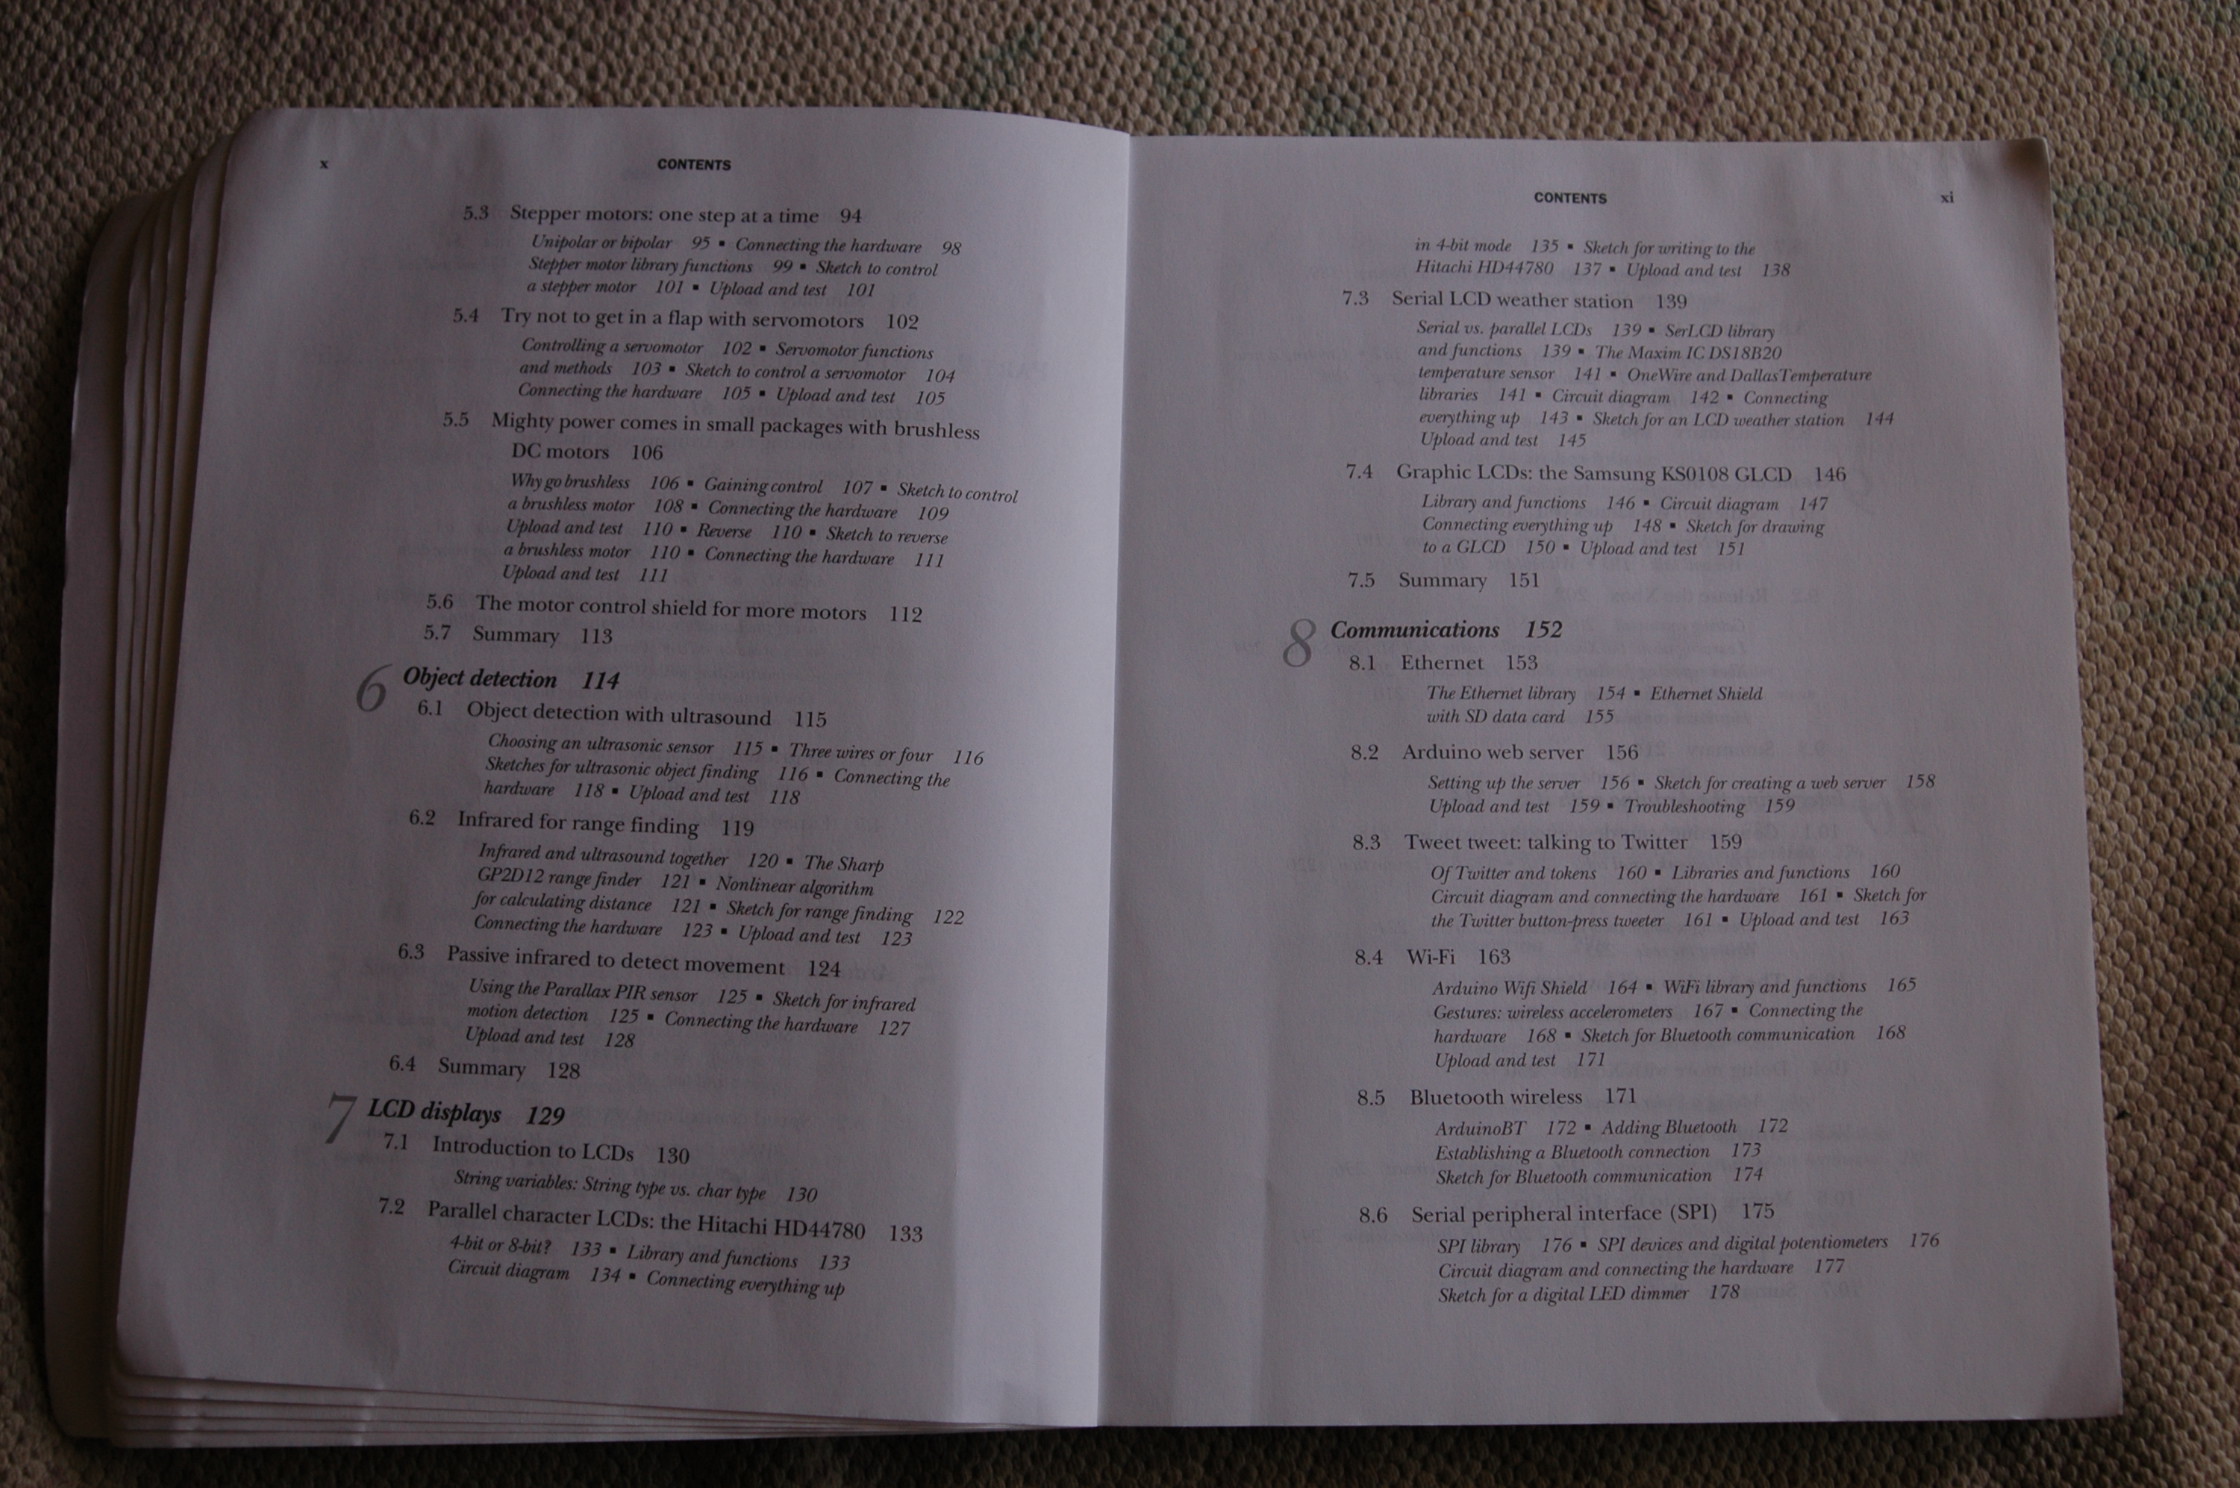 x
CONTENTS
5.3 Stepper motors: one step at a time 94
Unipolar or bipolar 95 ▪ Connecting the hardware 98
Stepper motor library functions 99 ▪ Sketch to control
a stepper motor 101 ▪ Upload and test 101
5.4 Try not to get in a flap with servomotors 102
Controlling a servomotor 102 ▪ Servomotor functions
and methods 103 ▪ Sketch to control a servomotor 104
Connecting the hardware 105 ▪ Upload and test 105
5.5 Mighty power comes in small packages with brushless
DC motors 106
Why go brushless 106 ▪ Gaining control 107 ▪ Sketch to control
a brushless motor 108 ▪ Connecting the hardware 109
Upload and test 110 ▪ Reverse 110 ▪ Sketch to reverse
a brushless motor 110 ▪ Connecting the hardware 111
Upload and test 111
5.6 The motor control shield for more motors 112
5.7 Summary 113
6 Object detection 114
6.1 Object detection with ultrasound 115
Choosing an ultrasonic sensor 115 ▪ Three wires or four 116
Sketches for ultrasonic object finding 116 ▪ Connecting the
hardware 118 ▪ Upload and test 118
6.2 Infrared for range finding 119
Infrared and ultrasound together 120 ▪ The Sharp
GP2D12 range finder 121 ▪ Nonlinear algorithm
for calculating distance 121 ▪ Sketch for range finding 122
Connecting the hardware 123 ▪ Upload and test 123
6.3 Passive infrared to detect movement 124
Using the Parallax PIR sensor 125 ▪ Sketch for infrared
motion detection 125 ▪ Connecting the hardware 127
Upload and test 128
6.4 Summary 128
7 LCD displays 129
7.1 Introduction to LCDs 130
String variables: String type vs. char type 130
7.2 Parallel character LCDs: the Hitachi HD44780 133
4-bit or 8-bit? 133 ▪ Library and functions 133
Circuit diagram 134 ▪ Connecting everything up
CONTENTS
xi
in 4-bit mode 135 ▪ Sketch for writing to the
Hitachi HD44780 137 ▪ Upload and test 138
7.3 Serial LCD weather station 139
Serial vs. parallel LCDs 139 ▪ SerLCD library
and functions 139 ▪ The Maxim IC DS18B20
temperature sensor 141 ▪ OneWire and DallasTemperature
libraries 141 ▪ Circuit diagram 142 ▪ Connecting
everything up 143 ▪ Sketch for an LCD weather station 144
Upload and test 145
7.4 Graphic LCDs: the Samsung KS0108 GLCD 146
Library and functions 146 ▪ Circuit diagram 147
Connecting everything up 148 ▪ Sketch for drawing
to a GLCD 150 ▪ Upload and test 151
7.5 Summary 151
8 Communications 152
8.1 Ethernet 153
The Ethernet library 154 ▪ Ethernet Shield
with SD data card 155
8.2 Arduino web server 156
Setting up the server 156 ▪ Sketch for creating a web server 158
Upload and test 159 ▪ Troubleshooting 159
8.3 Tweet tweet: talking to Twitter 159
Of Twitter and tokens 160 ▪ Libraries and functions 160
Circuit diagram and connecting the hardware 161 ▪ Sketch for
the Twitter button-press tweeter 161 ▪ Upload and test 163
8.4 Wi-Fi 163
Arduino Wifi Shield 164 ▪ WiFi library and functions 165
Gestures: wireless accelerometers 167 ▪ Connecting the
hardware 168 ▪ Sketch for Bluetooth communication 168
Upload and test 171
8.5 Bluetooth wireless 171
ArduinoBT 172 ▪ Adding Bluetooth 172
Establishing a Bluetooth connection 173
Sketch for Bluetooth communication 174
8.6 Serial peripheral interface (SPI) 175
SPI library 176 ▪ SPI devices and digital potentiometers 176
Circuit diagram and connecting the hardware 177
Sketch for a digital LED dimmer 178